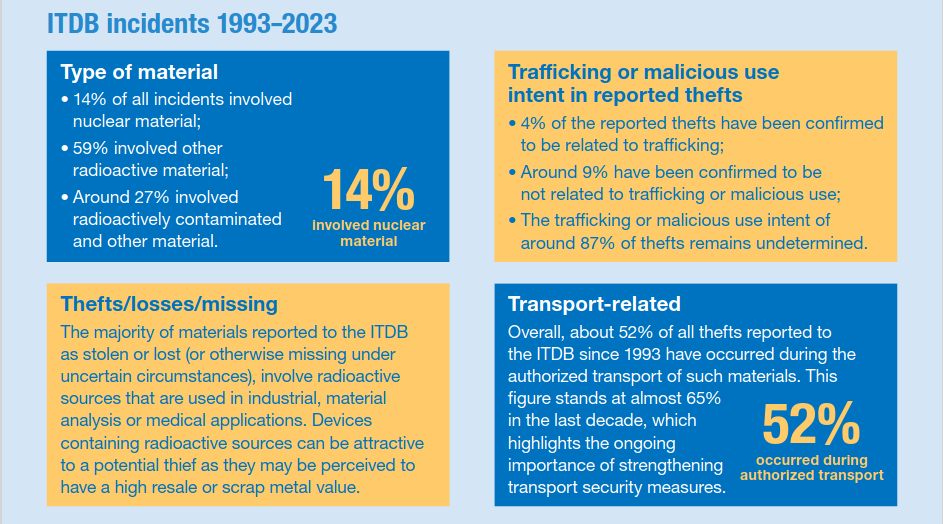 ITDB incidents 1993–2023
Type of material
• 14% of all incidents involved
nuclear material;
• 59% involved other
radioactive material;
• Around 27% involved
radioactively contaminated
and other material.
14%
involved nuclear
material
Trafficking or malicious use
intent in reported thefts
• 4% of the reported thefts have been confirmed
to be related to trafficking;
• Around 9% have been confirmed to be
not related to trafficking or malicious use;
• The trafficking or malicious use intent of
around 87% of thefts remains undetermined.
Thefts/losses/missing
The majority of materials reported to the ITDB
as stolen or lost (or otherwise missing under
uncertain circumstances), involve radioactive
sources that are used in industrial, material
analysis or medical applications. Devices
containing radioactive sources can be attractive
to a potential thief as they may be perceived to
have a high resale or scrap metal value.
Transport-related
Overall, about 52% of all thefts reported to
the ITDB since 1993 have occurred during the
authorized transport of such materials. This
figure stands at almost 65%
in the last decade, which
highlights the ongoing
importance of strengthening
transport security measures.
52%
occurred during
authorized transport